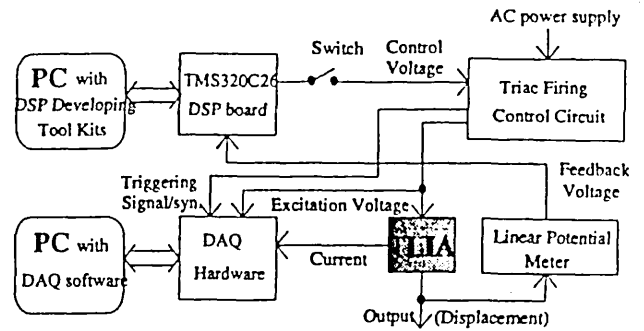 AC power supply
Switch
Control
Voltage
PC with
DSP Developing
Tool Kits
TMS320C26
DSP board
Triac Firing
Control Circuit
Feedback
Voltage
Triggering
Signal/syn
Excitation Voltage
PC with
DAQ software
DAQ
Hardware
Current
Linear Potential
Meter
Output (Displacement)